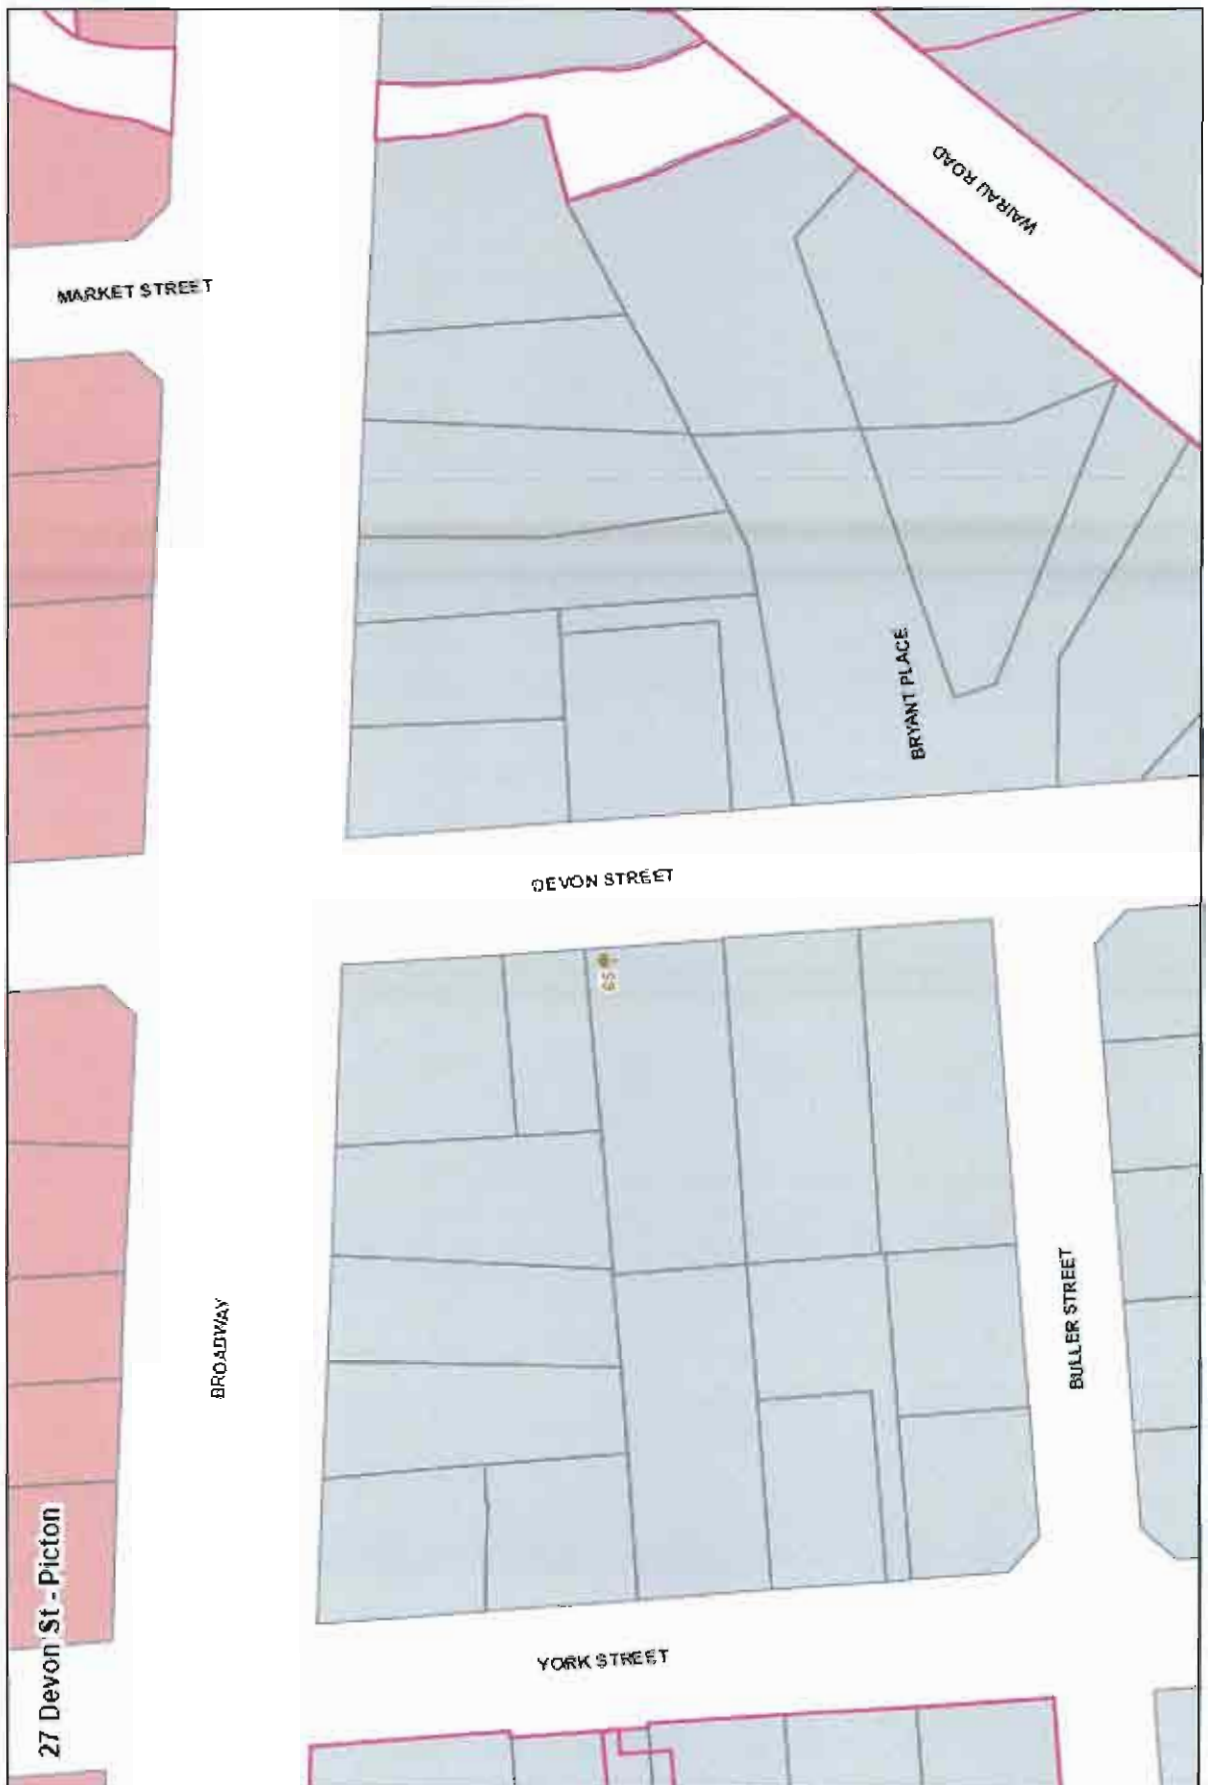 WAIRAU ROAD
MARKET STREET
BRYANT PLACE
DEVON STREET
BROADWAY
BULLER STREET
27 Devon St - Picton
YORK STREET